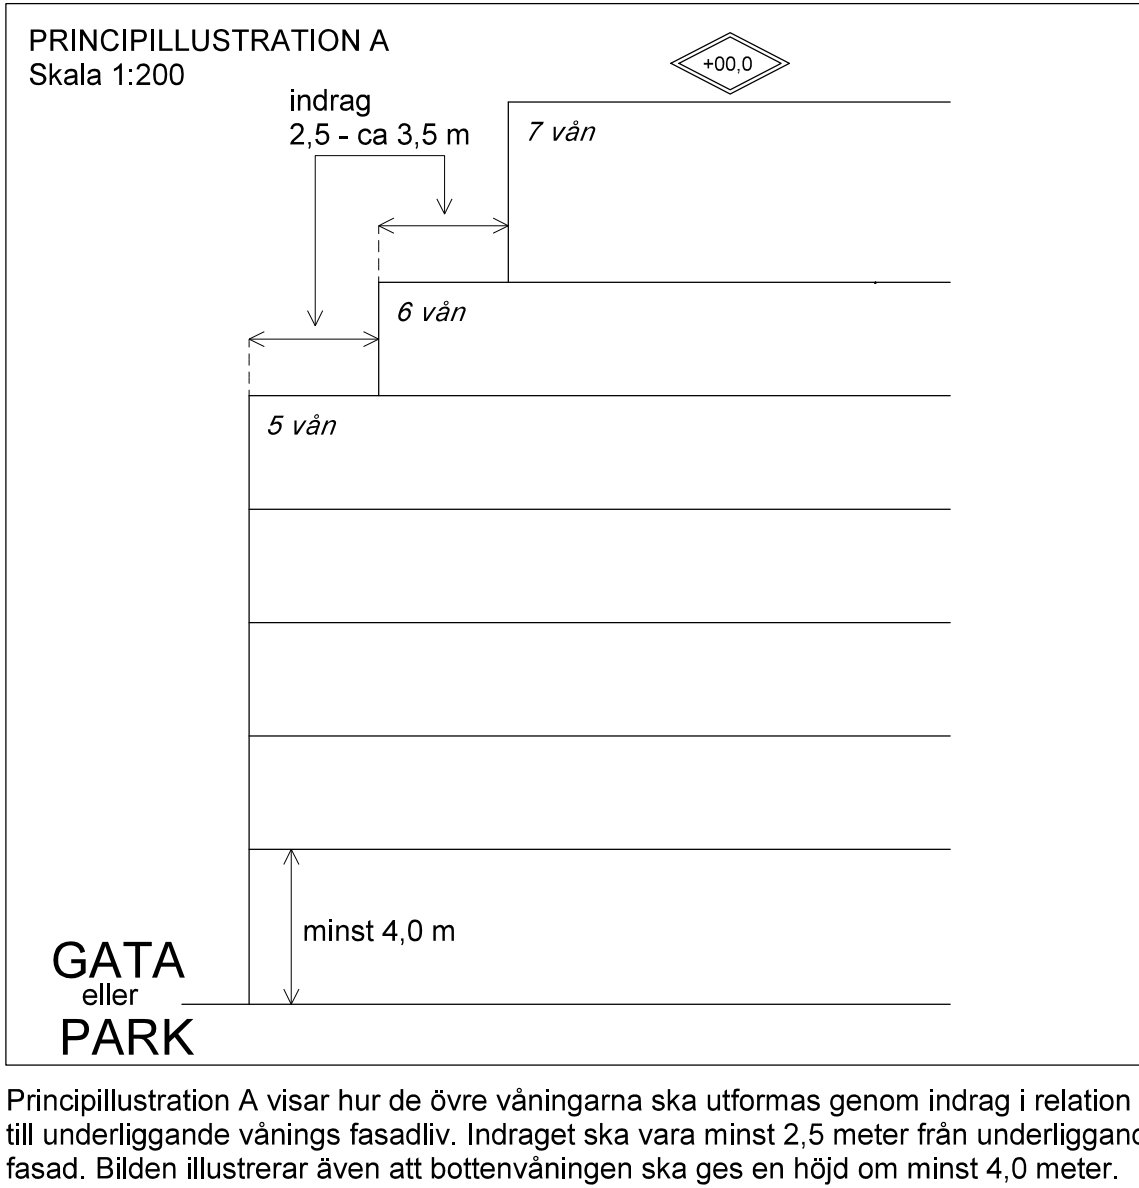 PRINCIPILLUSTRATION A
Skala 1:200
+00,0
indrag
2,5 - ca 3,5 m
7 vån
6 vån
5 vån
minst 4,0 m
GATA
eller
PARK
Principillustration A visar hur de övre våningarna ska utformas genom indrag i relation
till underliggande vånings fasadliv. Indraget ska vara minst 2,5 meter från underliggand
fasad. Bilden illustrerar även att bottenvåningen ska ges en höjd om minst 4,0 meter.